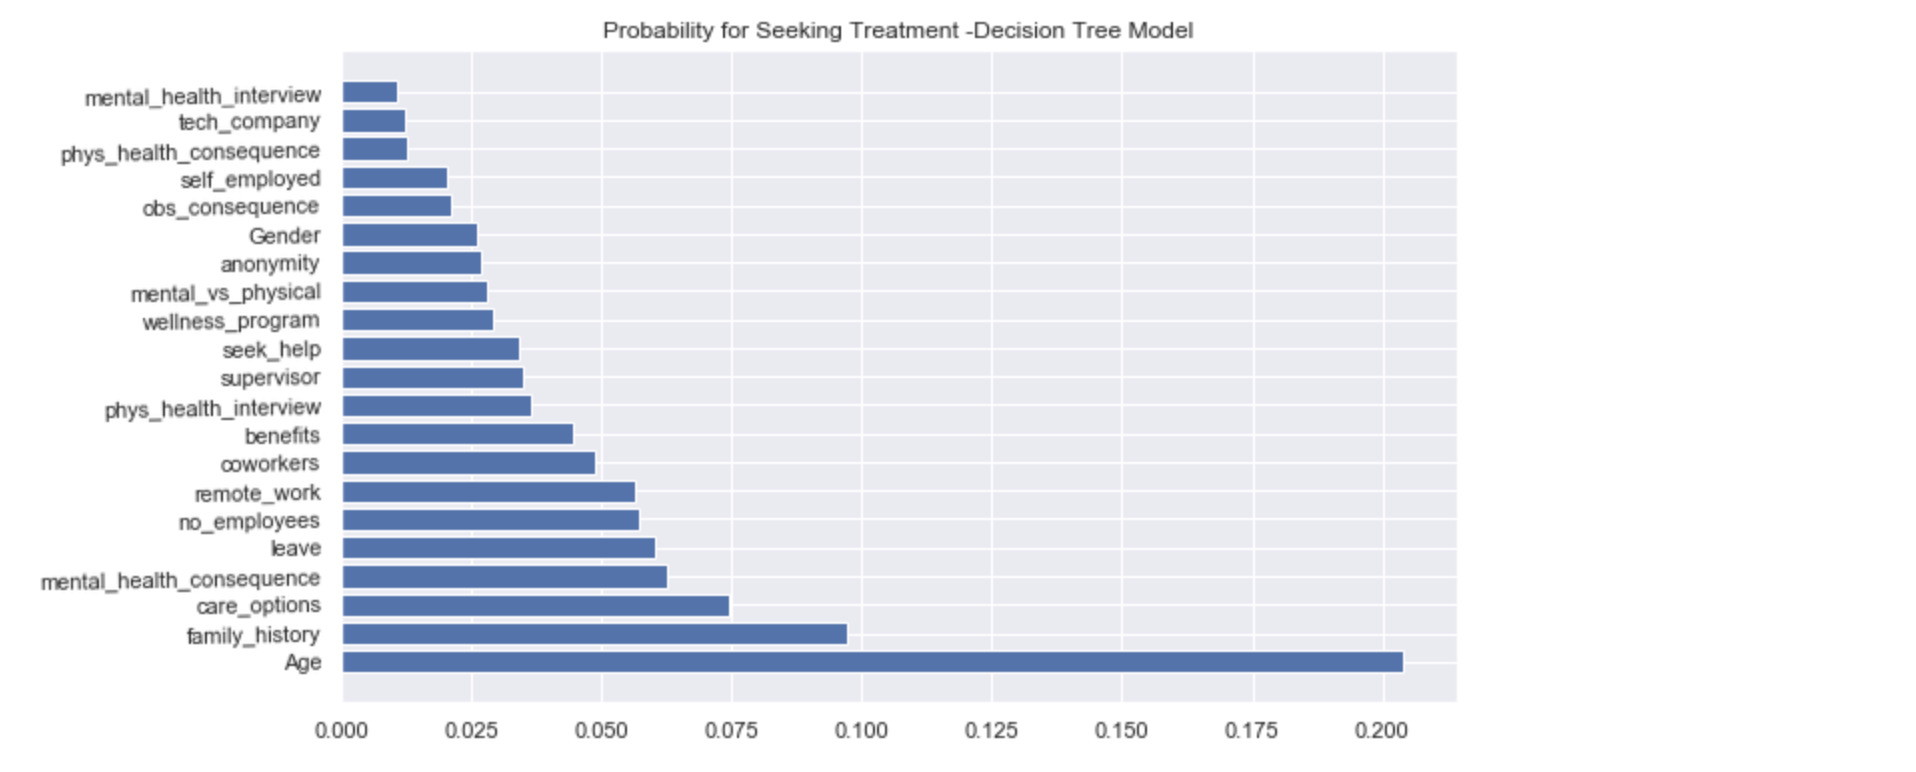 Probability for Seeking Treatment -Decision Tree Model
mental_health_interview
tech_company
phys_health_consequence
self_employed
obs_consequence
Gender
anonymity
mental_vs_physical
wellness_program
seek_help
supervisor
phys_health_interview
benefits
coworkers
remote_work
no_employees
leave
mental_health_consequence
care_options
family_history
Age
0.000 0.025 0.050 0.075 0.100 0.125 0.150 0.175 0.200